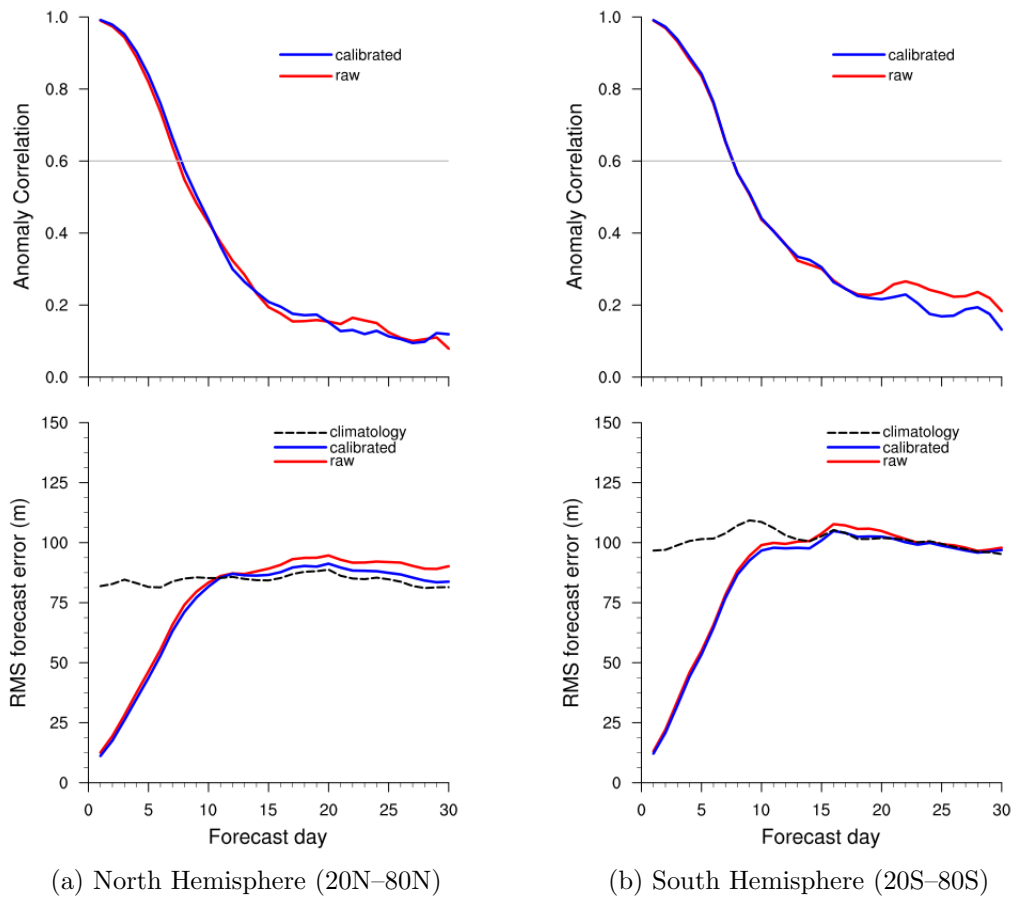 1.0
0.8
0.6
0.4
0.2
0.0
Anomaly Correlation
calibrated
raw
1.0
0.8
0.6
0.4
0.2
0.0
Anomaly Correlation
calibrated
raw
150
125
100
75
50
25
0
RMS forecast error (m)
climatology
calibrated
raw
0 5 10 15 20 25 30
Forecast day
150
125
100
75
50
25
0
RMS forecast error (m)
climatology
calibrated
raw
0 5 10 15 20 25 30
Forecast day
(a) North Hemisphere (20N–80N)
(b) South Hemisphere (20S–80S)